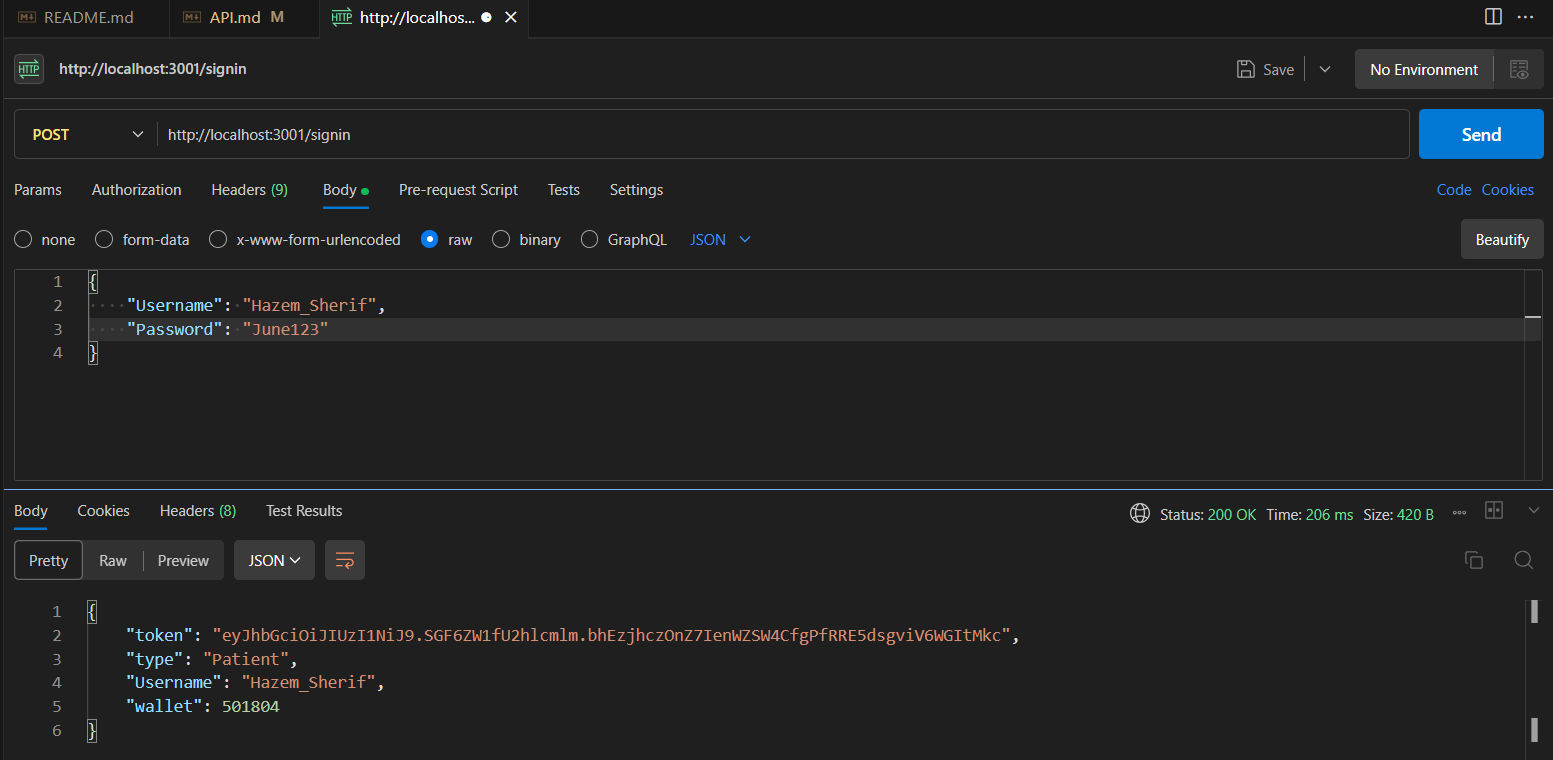 README.md API.md M http://localhos...
http://localhost:3001/signin Save No Environment
POST http://localhost:3001/signin Send
Params Authorization Headers (9) Body Pre-request Script Tests Settings Code Cookies
none form-data x-www-form-urlencoded raw binary GraphQL JSON Beautify
1 {
2 "Username": "Hazem_Sherif",
3 "Password": "June123"
4 }
Body Cookies Headers (8) Test Results Status: 200 OK Time: 206 ms Size: 420 B
Pretty Raw Preview JSON
1 {
2 "token": "eyJhbGciOiJIUzI1NiJ9.SGF6ZW1fU2hlcmlm.bhEzjhczOnZ7IenWZSW4CfgPfRRE5dsgviV6WGItMkc",
3 "type": "Patient",
4 "Username": "Hazem_Sherif",
5 "wallet": 501804
6 }